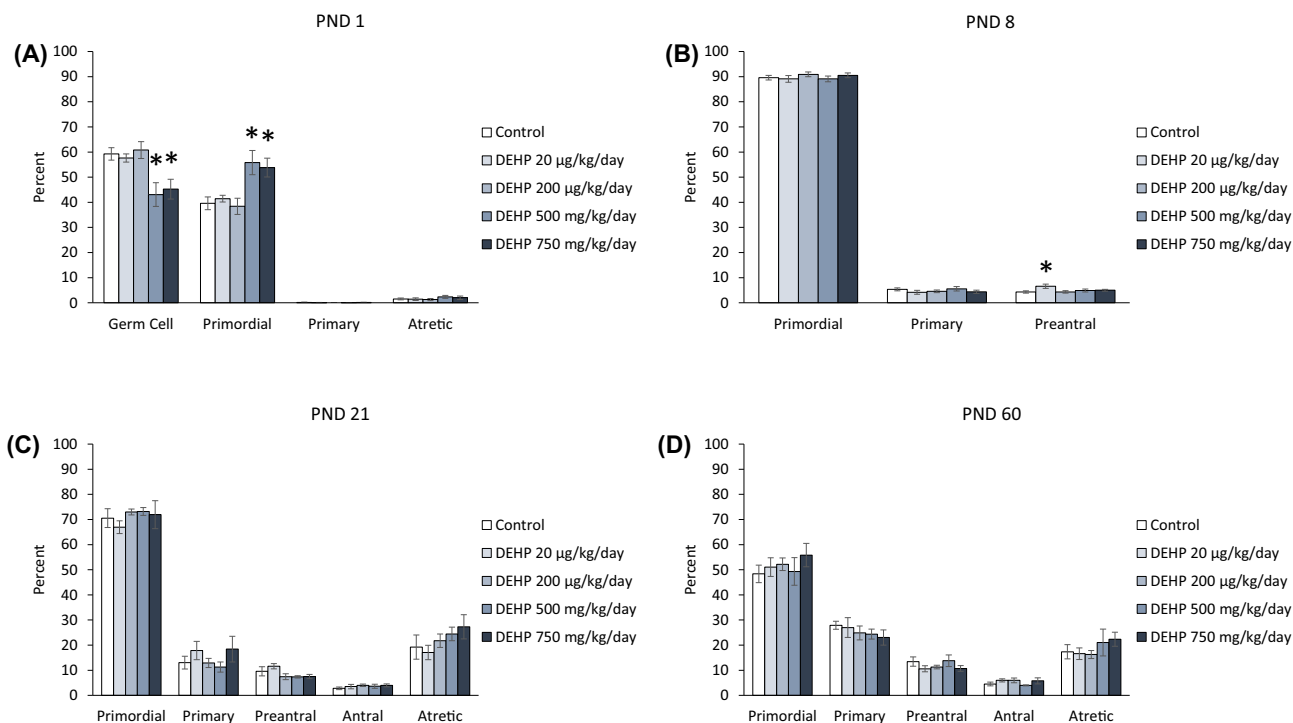 PND 1
(A)
Percent
100
90
80
70
60
50
40
30
20
10
0
* * * *
Germ Cell Primordial Primary Atretic
Control
DEHP 20 µg/kg/day
DEHP 200 µg/kg/day
DEHP 500 mg/kg/day
DEHP 750 mg/kg/day
PND 8
(B)
Percent
100
90
80
70
60
50
40
30
20
10
0
*
Primordial Primary Preantral
Control
DEHP 20 µg/kg/day
DEHP 200 µg/kg/day
DEHP 500 mg/kg/day
DEHP 750 mg/kg/day
PND 21
(C)
Percent
100
90
80
70
60
50
40
30
20
10
0
Primordial Primary Preantral Antral Atretic
Control
DEHP 20 µg/kg/day
DEHP 200 µg/kg/day
DEHP 500 mg/kg/day
DEHP 750 mg/kg/day
PND 60
(D)
Percent
100
90
80
70
60
50
40
30
20
10
0
Primordial Primary Preantral Antral Atretic
Control
DEHP 20 µg/kg/day
DEHP 200 µg/kg/day
DEHP 500 mg/kg/day
DEHP 750 mg/kg/day